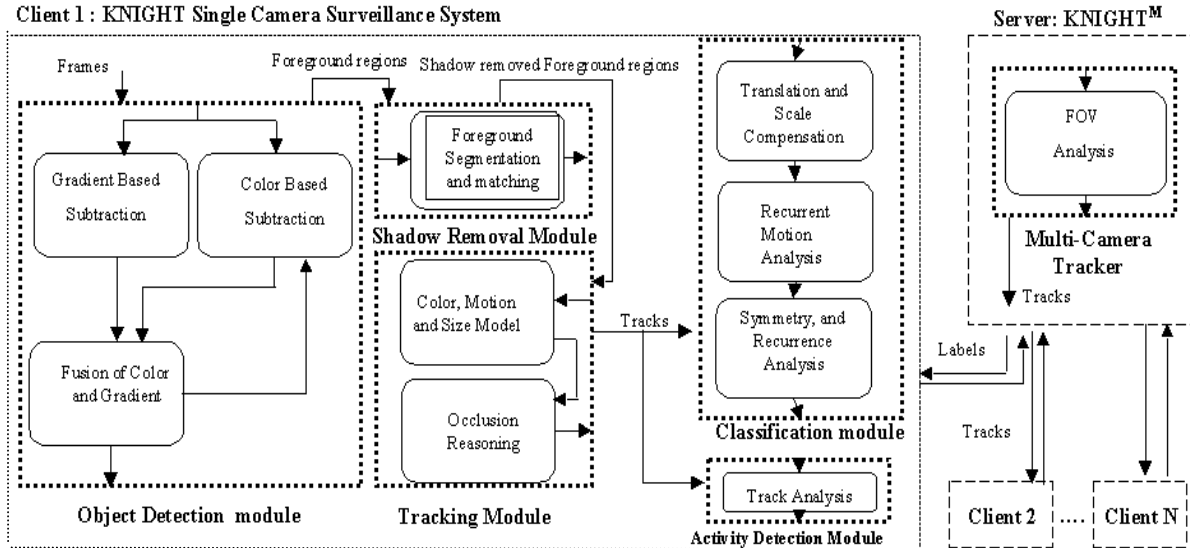 Client 1 : KNIGHT Single Camera Surveillance System
Server: KNIGHTᴹ
Frames
Foreground regions
Shadow removed Foreground regions
Gradient Based
Subtraction
Color Based
Subtraction
Fusion of Color
and Gradient
Object Detection module
Foreground
Segmentation
and matching
Shadow Removal Module
Color, Motion
and Size Model
Occlusion
Reasoning
Tracking Module
Tracks
Translation and
Scale
Compensation
Recurrent
Motion
Analysis
Symmetry, and
Recurrence
Analysis
Classification module
Track Analysis
Activity Detection Module
FOV
Analysis
Multi-Camera
Tracker
Tracks
Labels
Tracks
Client 2
....
Client N